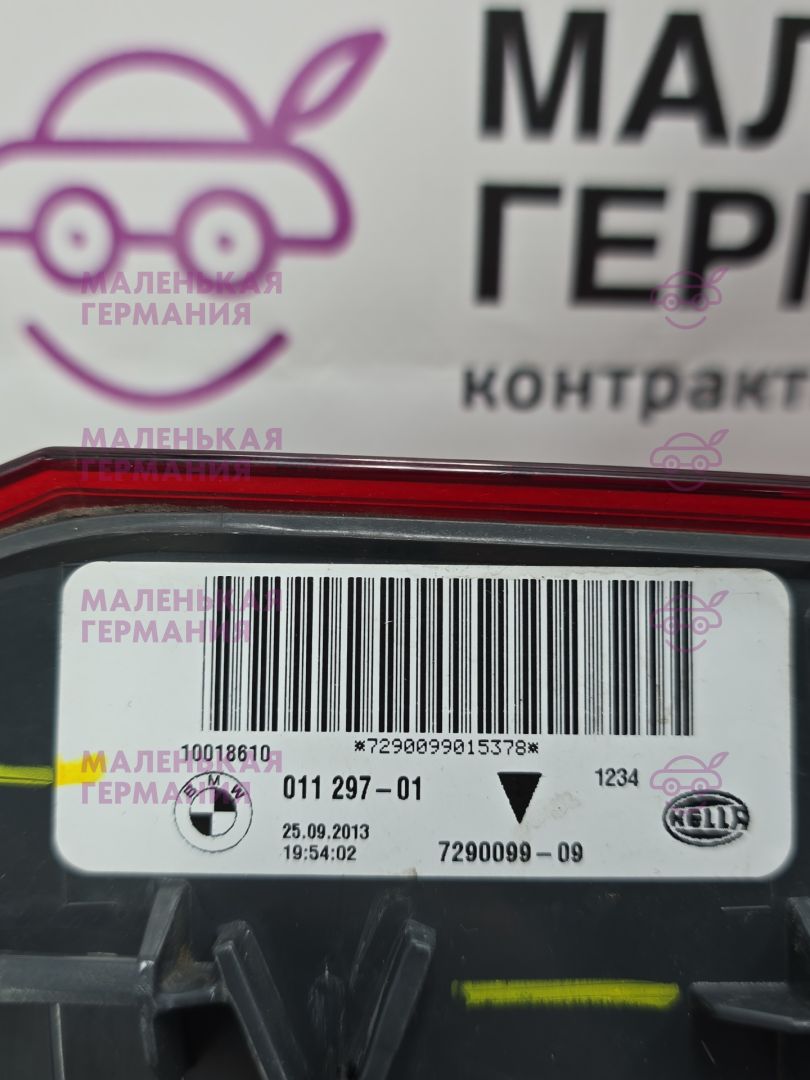 МАЛ
ГЕРМ
контракт
МАЛЕНЬКАЯ
ГЕРМАНИЯ
МАЛЕНЬКАЯ
ГЕРМАНИЯ
МАЛЕНЬКАЯ
ГЕРМАНИЯ
*7290099015378*
10018610
МАЛЕНЬКАЯ
ГЕРМАНИЯ
BMW
011 297-01
1234
HELLA
25.09.2013
19:54:02
7290099-09